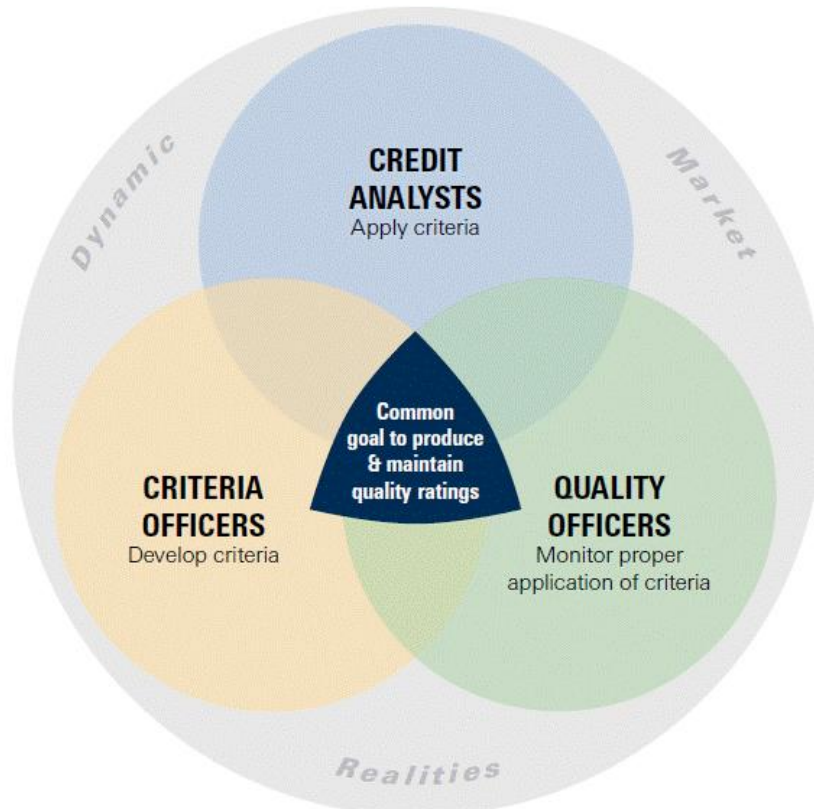 Dynamic
Market
CREDIT
ANALYSTS
Apply criteria
Common
goal to produce
& maintain
quality ratings
CRITERIA
OFFICERS
Develop criteria
QUALITY
OFFICERS
Monitor proper
application of criteria
Realities